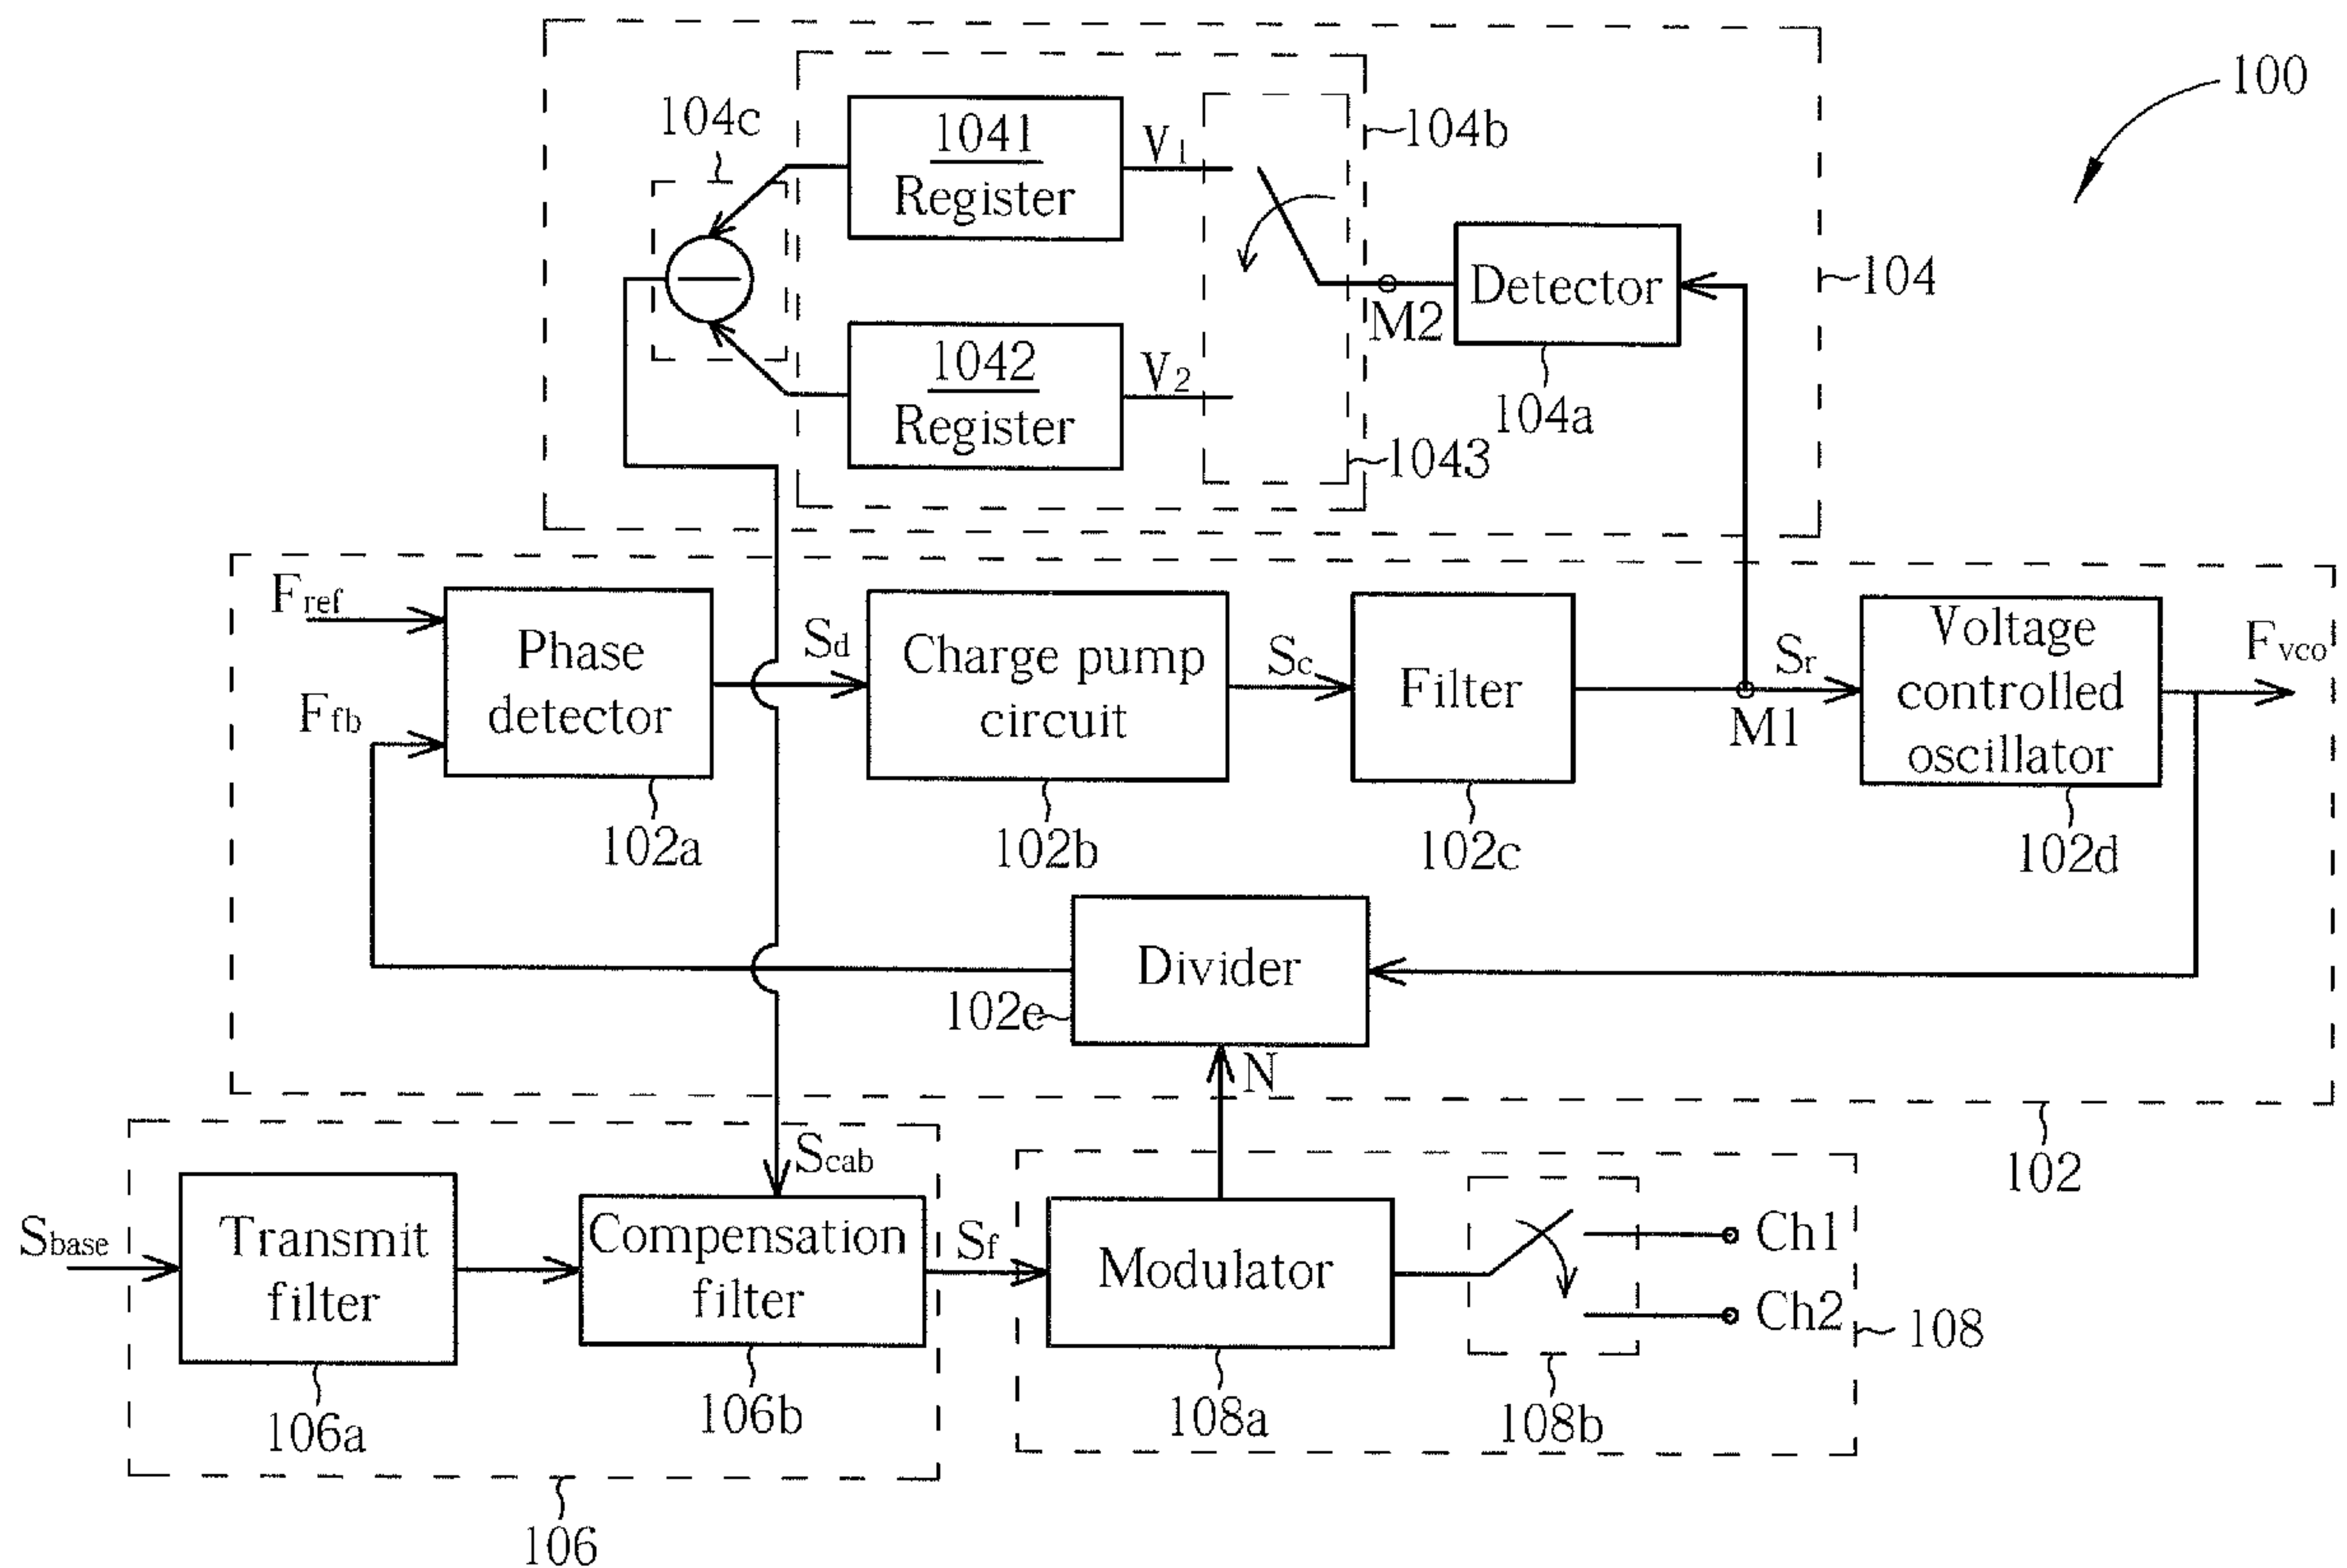 100
104c
1041
Register
V1
104b
Detector
104
M2
1042
Register
V2
104a
1043
Fref
Phase
detector
Sd
Charge pump
circuit
Sc
Filter
Sr
M1
Voltage
controlled
oscillator
Fvco
Ffb
102a
102b
102c
102d
Divider
102e
N
102
Scab
Sbase
Transmit
filter
Compensation
filter
Sf
Modulator
Ch1
Ch2
108
106a
106b
108a
108b
106